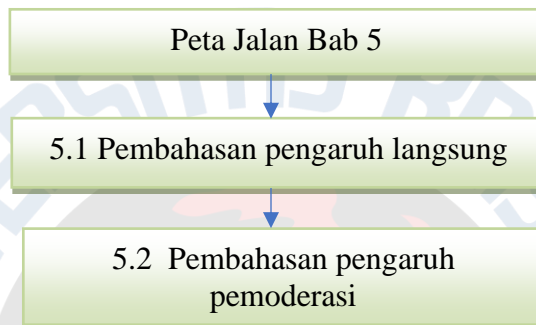 Peta Jalan Bab 5
5.1 Pembahasan pengaruh langsung
5.2 Pembahasan pengaruh
pemoderasi